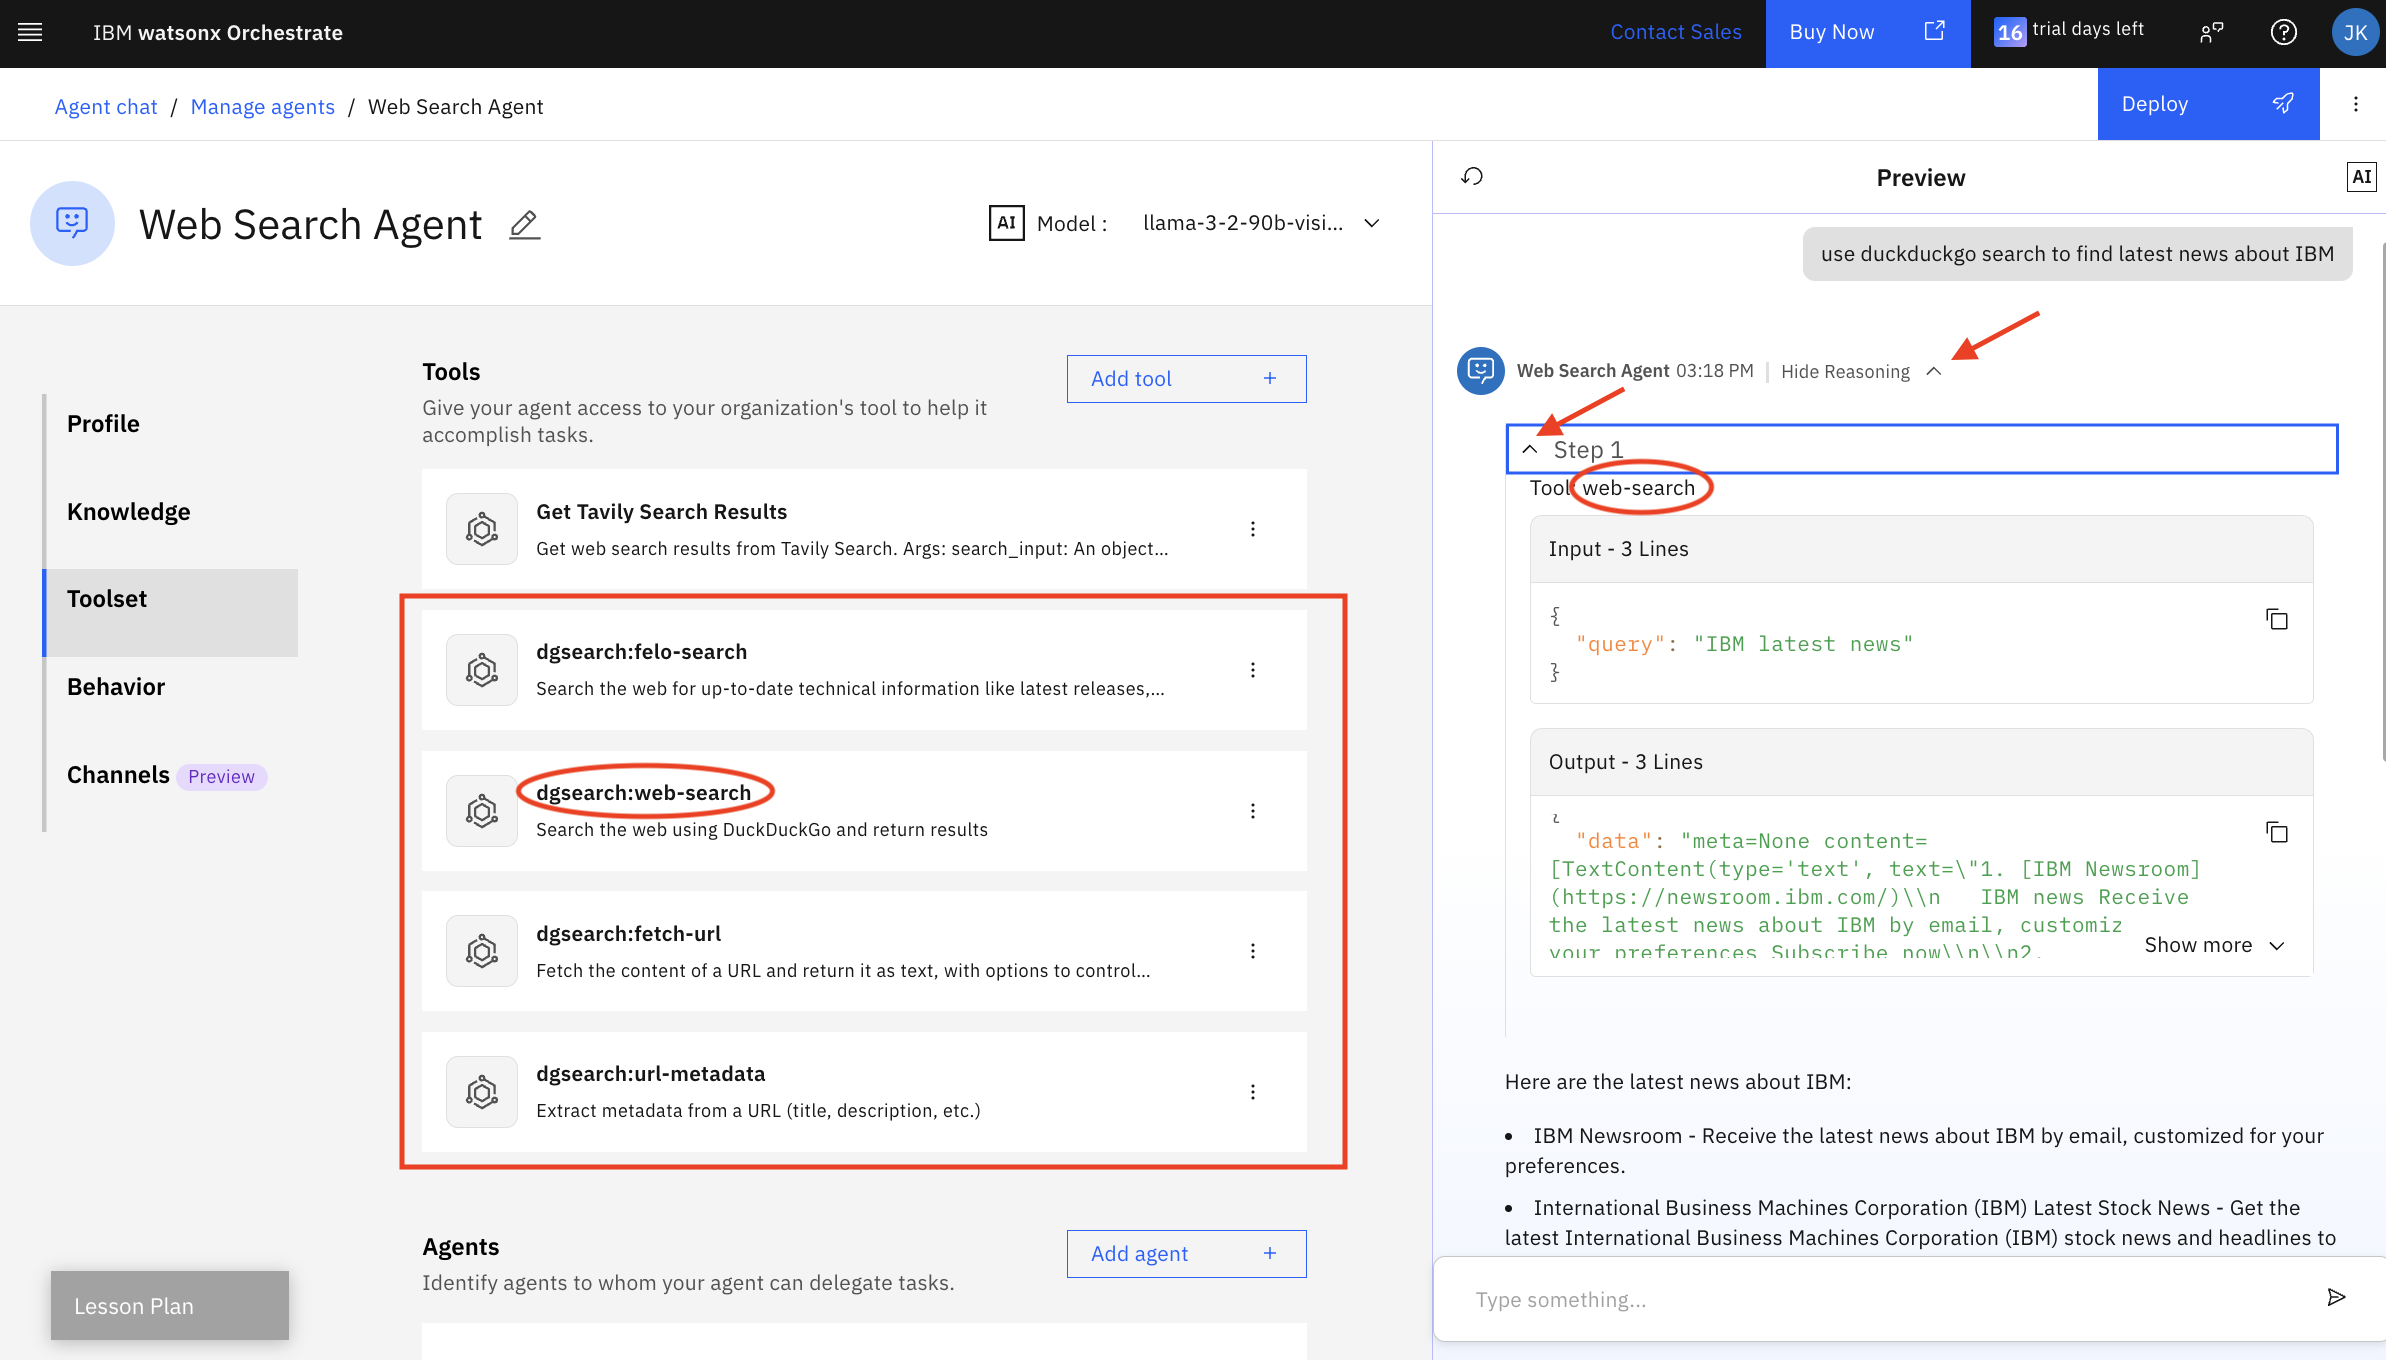 IBM watsonx Orchestrate
Contact Sales
Buy Now
16 trial days left
JK
Agent chat / Manage agents / Web Search Agent
Deploy
Web Search Agent
AI Model : llama-3-2-90b-visi...
Profile
Knowledge
Toolset
Behavior
Channels Preview
Lesson Plan
Tools
Add tool +
Give your agent access to your organization's tool to help it
accomplish tasks.
Get Tavily Search Results
Get web search results from Tavily Search. Args: search_input: An object...
dgsearch:felo-search
Search the web for up-to-date technical information like latest releases,...
dgsearch:web-search
Search the web using DuckDuckGo and return results
dgsearch:fetch-url
Fetch the content of a URL and return it as text, with options to control...
dgsearch:url-metadata
Extract metadata from a URL (title, description, etc.)
Agents
Add agent +
Identify agents to whom your agent can delegate tasks.
Preview
AI
use duckduckgo search to find latest news about IBM
Web Search Agent 03:18 PM | Hide Reasoning
Step 1
Tool: web-search
Input - 3 Lines
{
"query": "IBM latest news"
}
Output - 3 Lines
{
"data": "meta=None content=
[TextContent(type='text', text=\"1. [IBM Newsroom]
(https://newsroom.ibm.com/)\\n   IBM news Receive
the latest news about IBM by email, customiz
your preferences Subscribe now\\n\\n2.
Show more
Here are the latest news about IBM:
• IBM Newsroom - Receive the latest news about IBM by email, customized for your
preferences.
• International Business Machines Corporation (IBM) Latest Stock News - Get the
latest International Business Machines Corporation (IBM) stock news and headlines to
Type something...